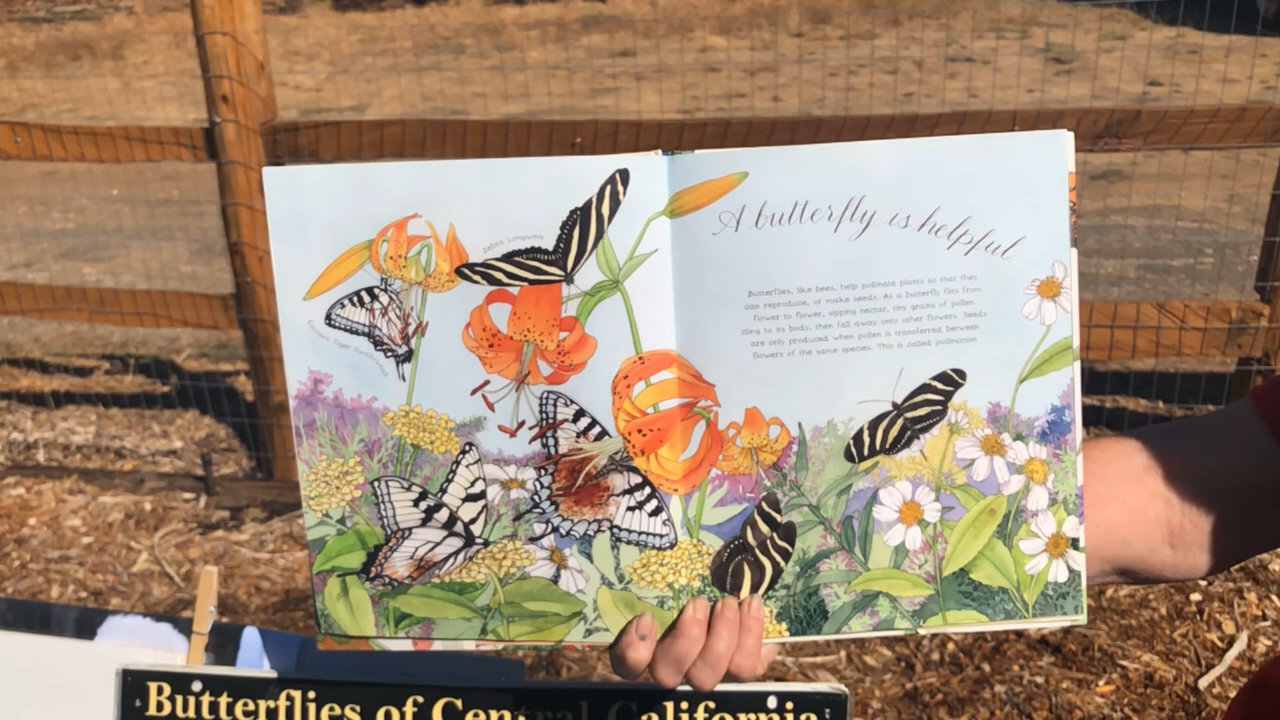 Zebra Longwing
Eastern Tiger Swallowtail
A butterfly is helpful
Butterflies, like bees, help pollinate plants so that they
can reproduce, or make seeds. As a butterfly flits from
flower to flower, sipping nectar, tiny grains of pollen
cling to its body, then fall away onto other flowers. Seeds
are only produced when pollen is transferred between
flowers of the same species. This is called pollination.
Butterflies of Central California